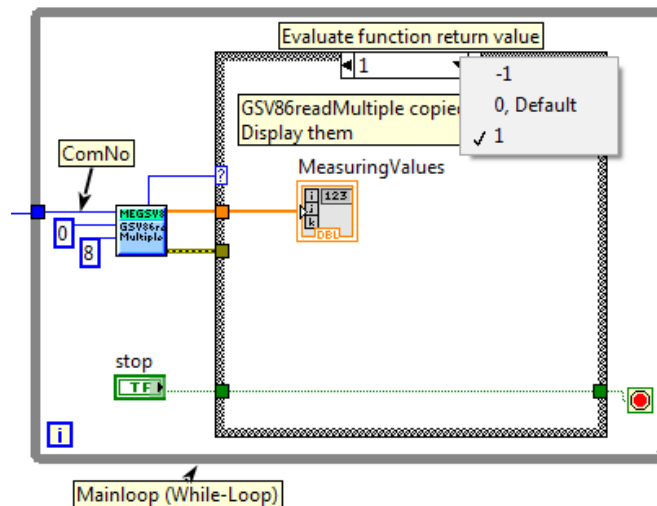 Evaluate function return value
1
-1
0, Default
1
GSV86readMultiple copie
Display them
ComNo
MeasuringValues
?
MEGSV8
GSV86re
Multiple
i
123
j
k
DBL
0
8
stop
TF
i
Mainloop (While-Loop)